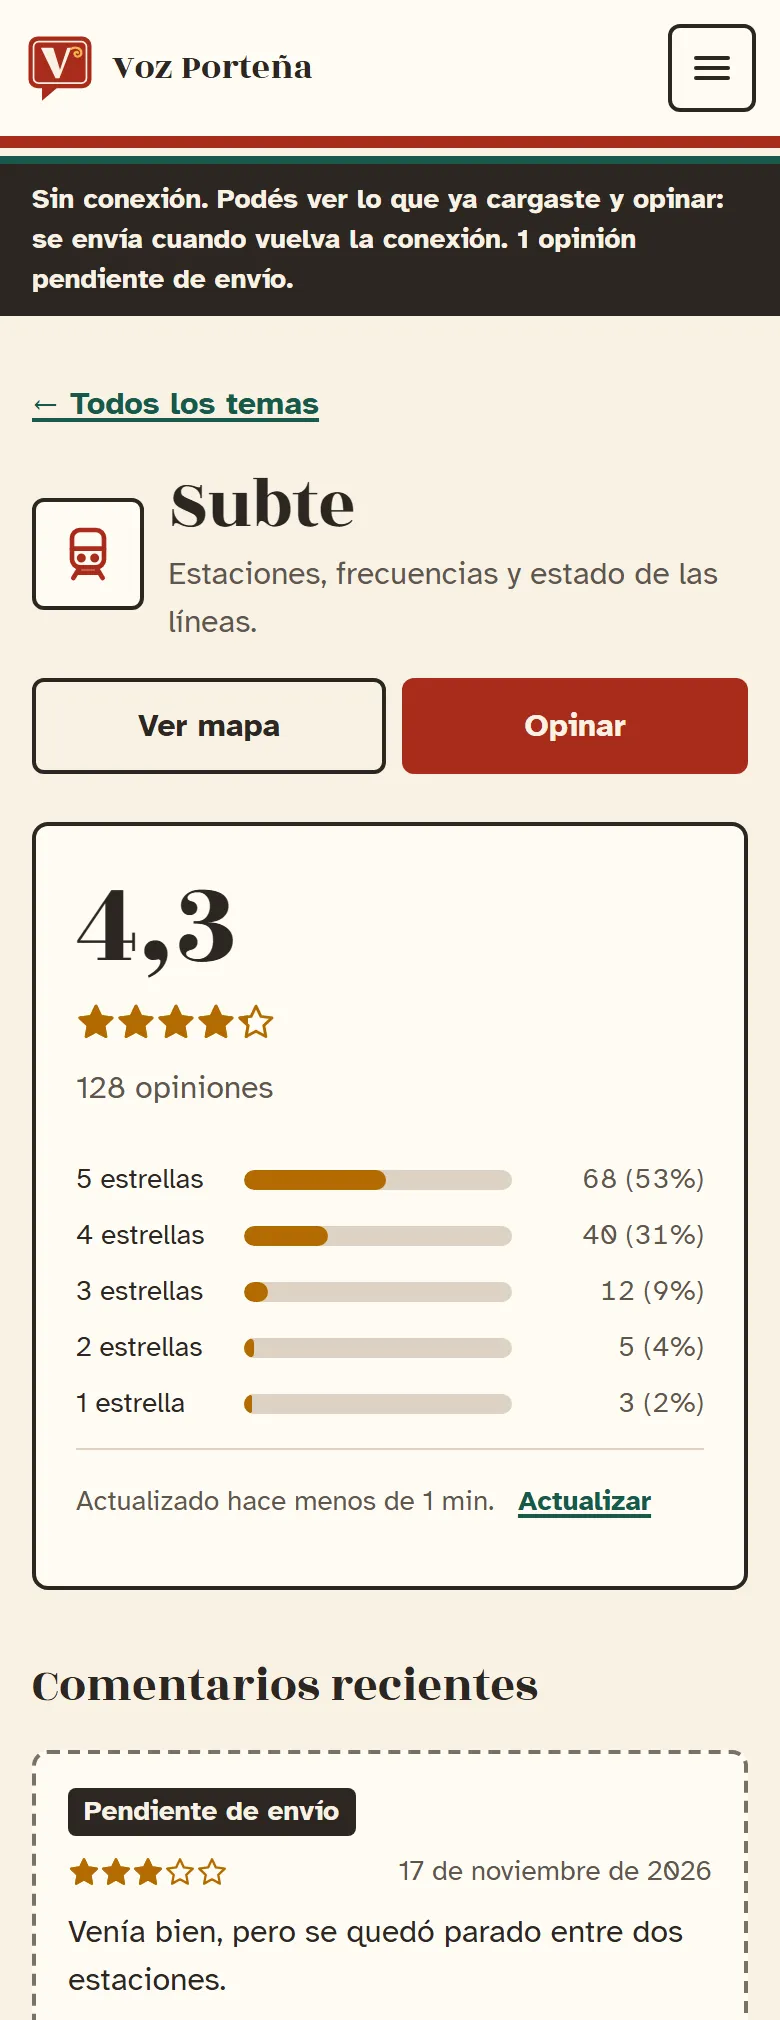 V
Voz Porteña
Sin conexión. Podés ver lo que ya cargaste y opinar:
se envía cuando vuelva la conexión. 1 opinión
pendiente de envío.
← Todos los temas
Subte
Estaciones, frecuencias y estado de las
líneas.
Ver mapa
Opinar
4,3
128 opiniones
5 estrellas 68 (53%)
4 estrellas 40 (31%)
3 estrellas 12 (9%)
2 estrellas 5 (4%)
1 estrella 3 (2%)
Actualizado hace menos de 1 min. Actualizar
Comentarios recientes
Pendiente de envío
17 de noviembre de 2026
Venía bien, pero se quedó parado entre dos
estaciones.